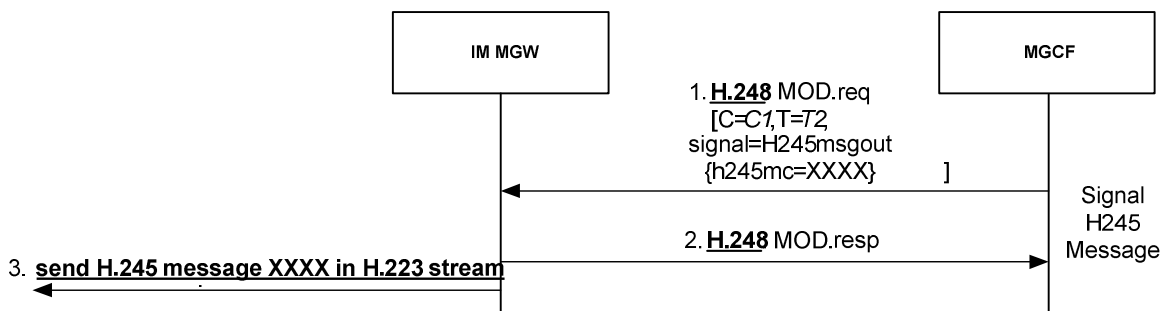 IM MGW
MGCF
1. H.248 MOD.req
[C=C1,T=T2,
signal=H245msgout
{h245mc=XXXX} ]
Signal
H245
Message
2. H.248 MOD.resp
3. send H.245 message XXXX in H.223 stream